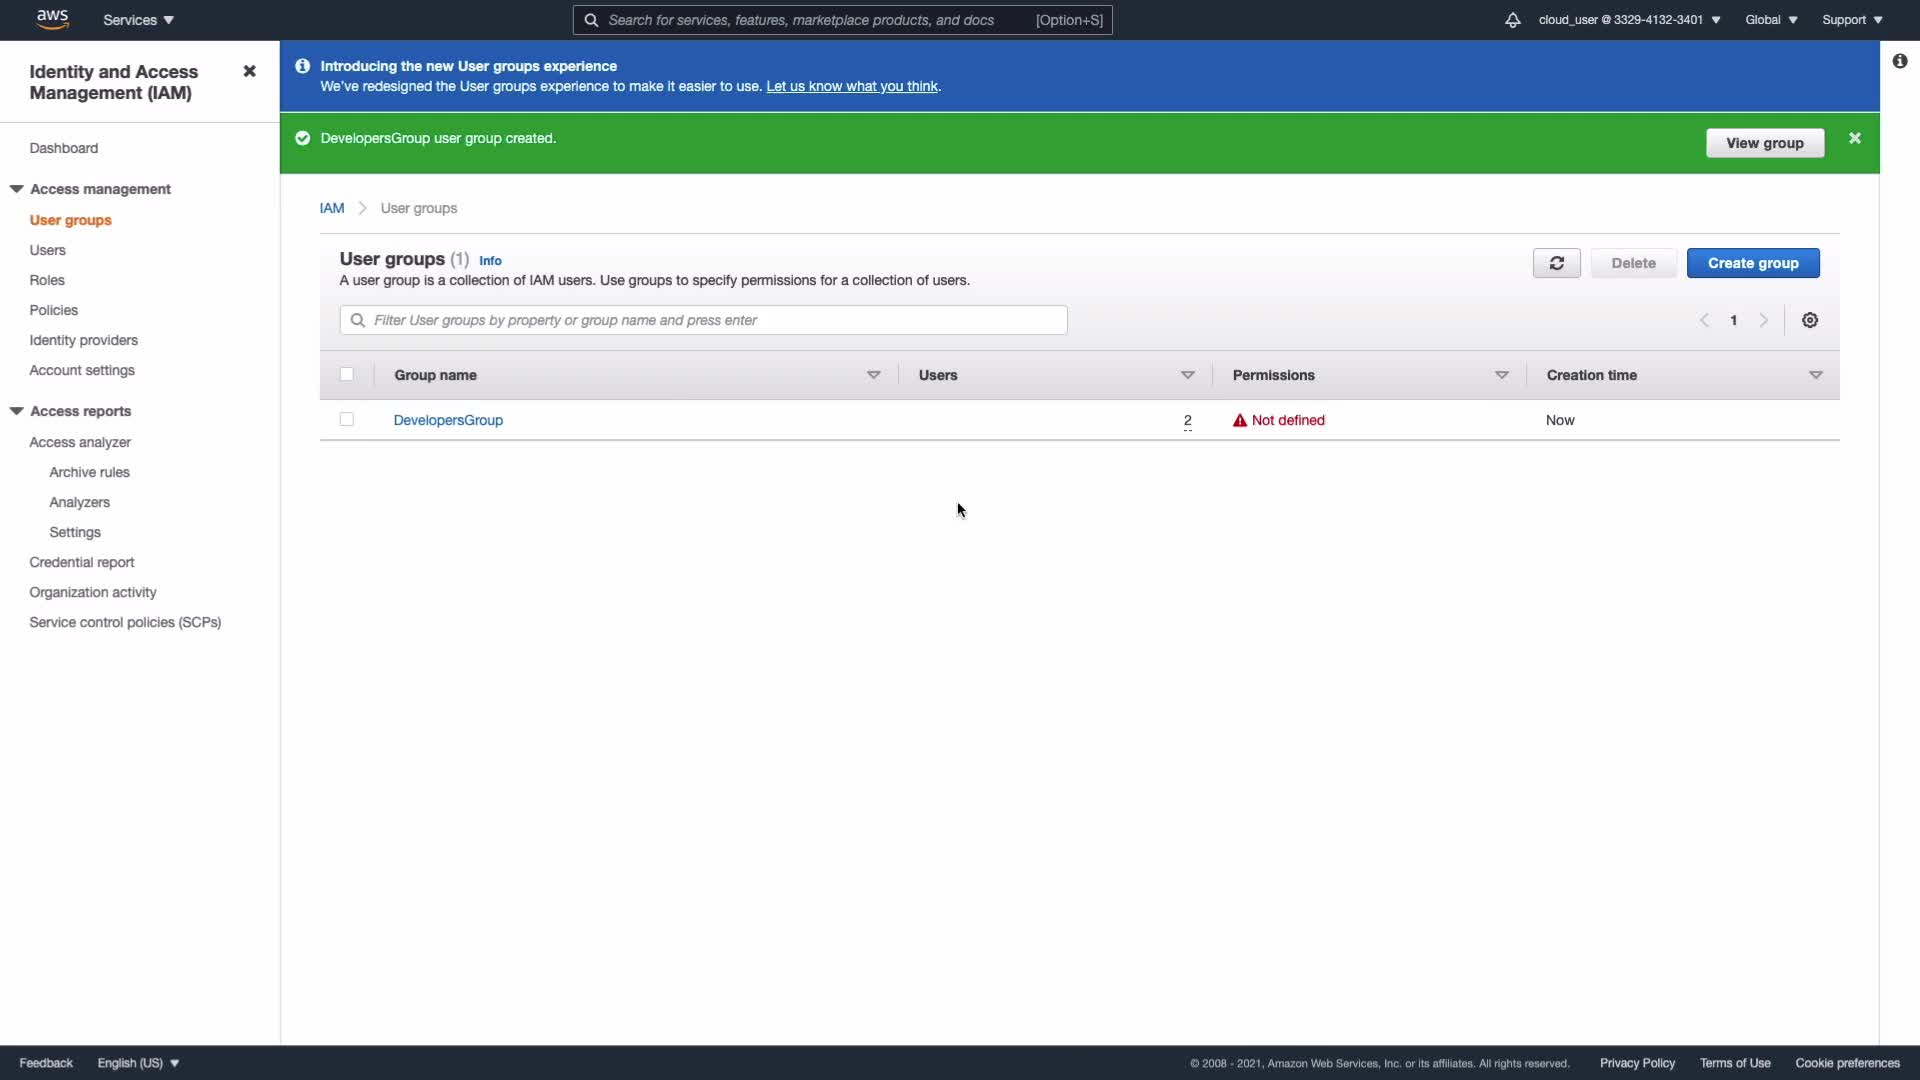 aws
Services
Search for services, features, marketplace products, and docs [Option+S]
cloud_user @ 3329-4132-3401
Global
Support
Identity and Access
Management (IAM)
Dashboard
Access management
User groups
Users
Roles
Policies
Identity providers
Account settings
Access reports
Access analyzer
Archive rules
Analyzers
Settings
Credential report
Organization activity
Service control policies (SCPs)
Introducing the new User groups experience
We've redesigned the User groups experience to make it easier to use. Let us know what you think.
DevelopersGroup user group created.
View group
IAM
User groups
User groups (1) Info
A user group is a collection of IAM users. Use groups to specify permissions for a collection of users.
Delete
Create group
Filter User groups by property or group name and press enter
1
Group name
Users
Permissions
Creation time
DevelopersGroup
2
Not defined
Now
Feedback
English (US)
© 2008 - 2021, Amazon Web Services, Inc. or its affiliates. All rights reserved.
Privacy Policy
Terms of Use
Cookie preferences